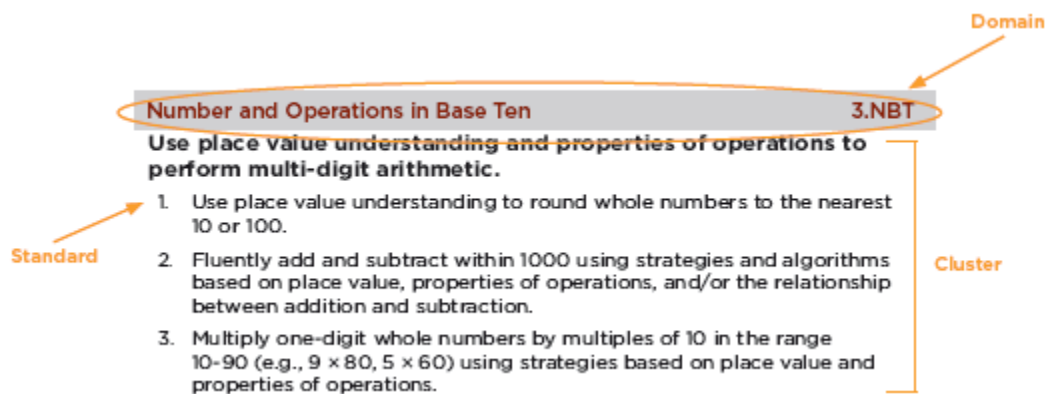 Domain
Number and Operations in Base Ten 3.NBT
Use place value understanding and properties of operations to
perform multi-digit arithmetic.
1. Use place value understanding to round whole numbers to the nearest
10 or 100.
Standard
2. Fluently add and subtract within 1000 using strategies and algorithms
based on place value, properties of operations, and/or the relationship
between addition and subtraction.
Cluster
3. Multiply one-digit whole numbers by multiples of 10 in the range
10-90 (e.g., 9 × 80, 5 × 60) using strategies based on place value and
properties of operations.